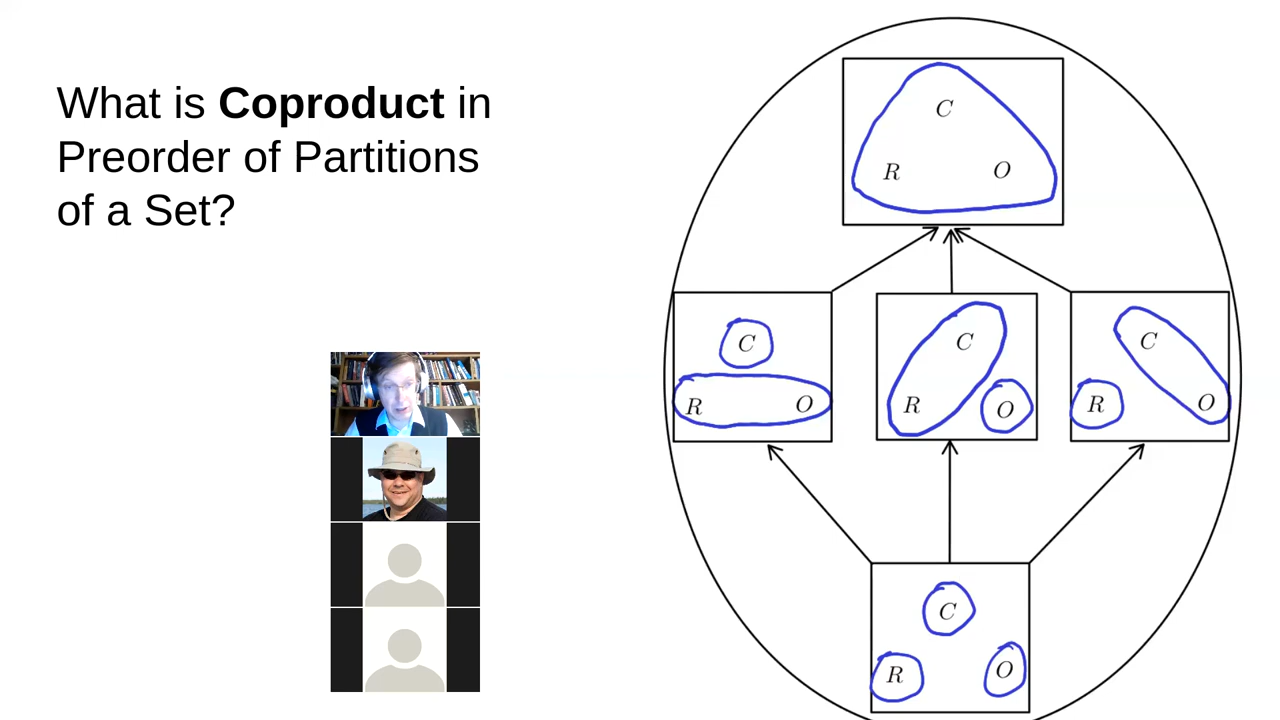 What is Coproduct in
Preorder of Partitions
of a Set?
C
R O
C
R O
C
R O
C
R O
C
R O